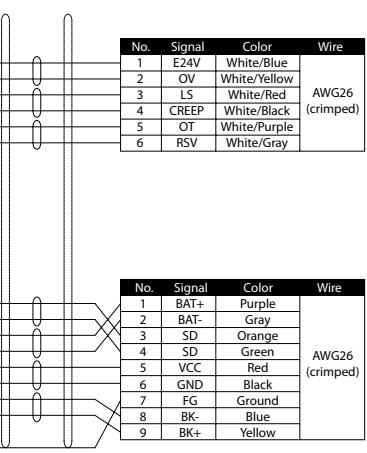 No. Signal Color Wire
1 E24V White/Blue
2 OV White/Yellow
3 LS White/Red
4 CREEP White/Black
5 OT White/Purple
6 RSV White/Gray
AWG26
(crimped)
No. Signal Color Wire
1 BAT+ Purple
2 BAT- Gray
3 SD Orange
4 SD Green
5 VCC Red
6 GND Black
7 FG Ground
8 BK- Blue
9 BK+ Yellow
AWG26
(crimped)